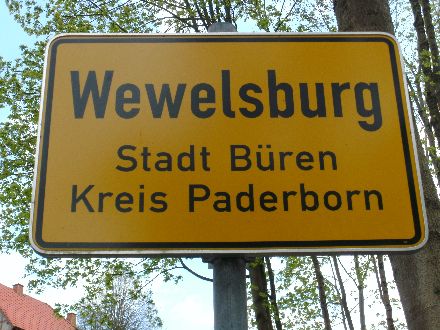 Wewelsburg
Stadt Büren
Kreis Paderborn